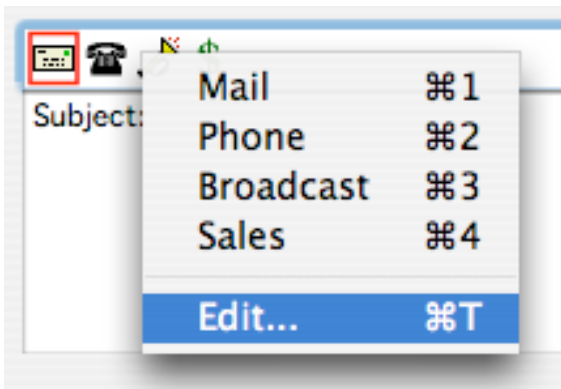 Subject:
Mail ⌘1
Phone ⌘2
Broadcast ⌘3
Sales ⌘4
Edit... ⌘T